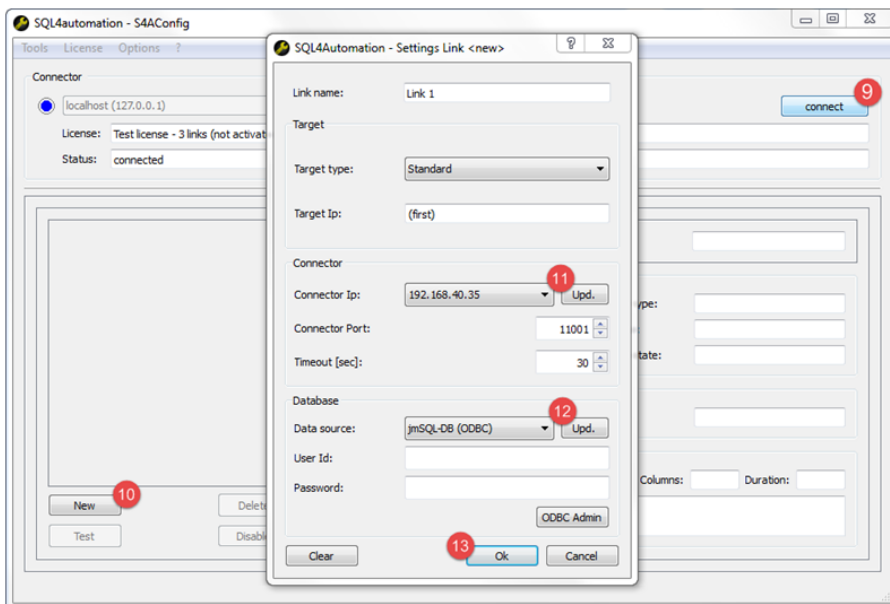 SQL4automation - S4AConfig
Tools License Options ?
Connector
localhost (127.0.0.1)
connect
9
License: Test license - 3 links (not activat
Status: connected
SQL4Automation - Settings Link <new>
Link name: Link 1
Target
Target type: Standard
Target Ip: (first)
Connector
11
Connector Ip: 192.168.40.35 Upd.
Connector Port: 11001
Timeout [sec]: 30
Database
12
Data source: jmSQL-DB (ODBC) Upd.
User Id:
Password:
ODBC Admin
13
Clear Ok Cancel
ype:
tate:
Columns: Duration:
10
New Delet
Test Disabl